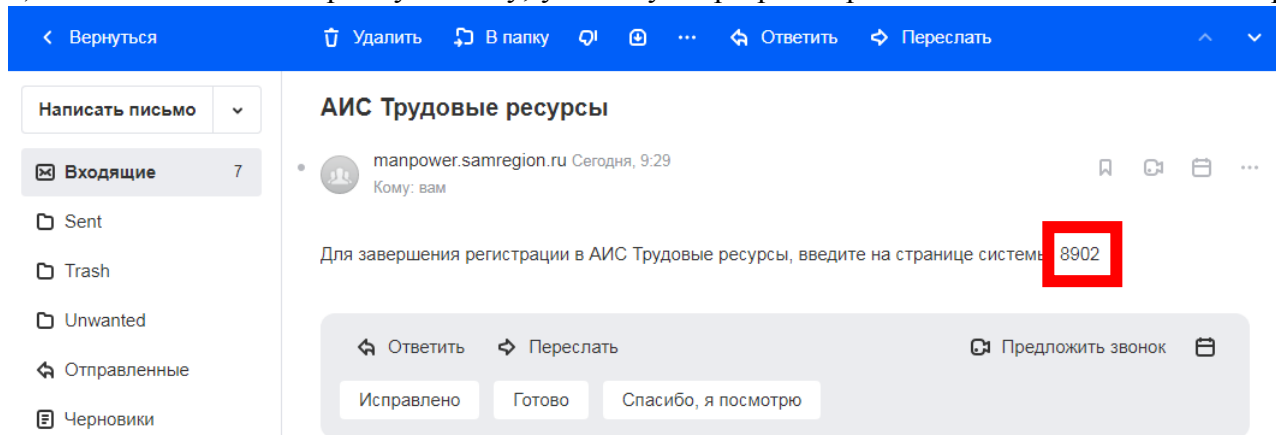 Вернуться
Удалить В папку ... Ответить Переслать
Написать письмо
АИС Трудовые ресурсы
manpower.samregion.ru Сегодня, 9:29
Кому: вам
Входящие 7
Sent
Trash
Unwanted
Отправленные
Черновики
Для завершения регистрации в АИС Трудовые ресурсы, введите на странице системы 8902
Ответить Переслать Предложить звонок
Исправлено Готово Спасибо, я посмотрю